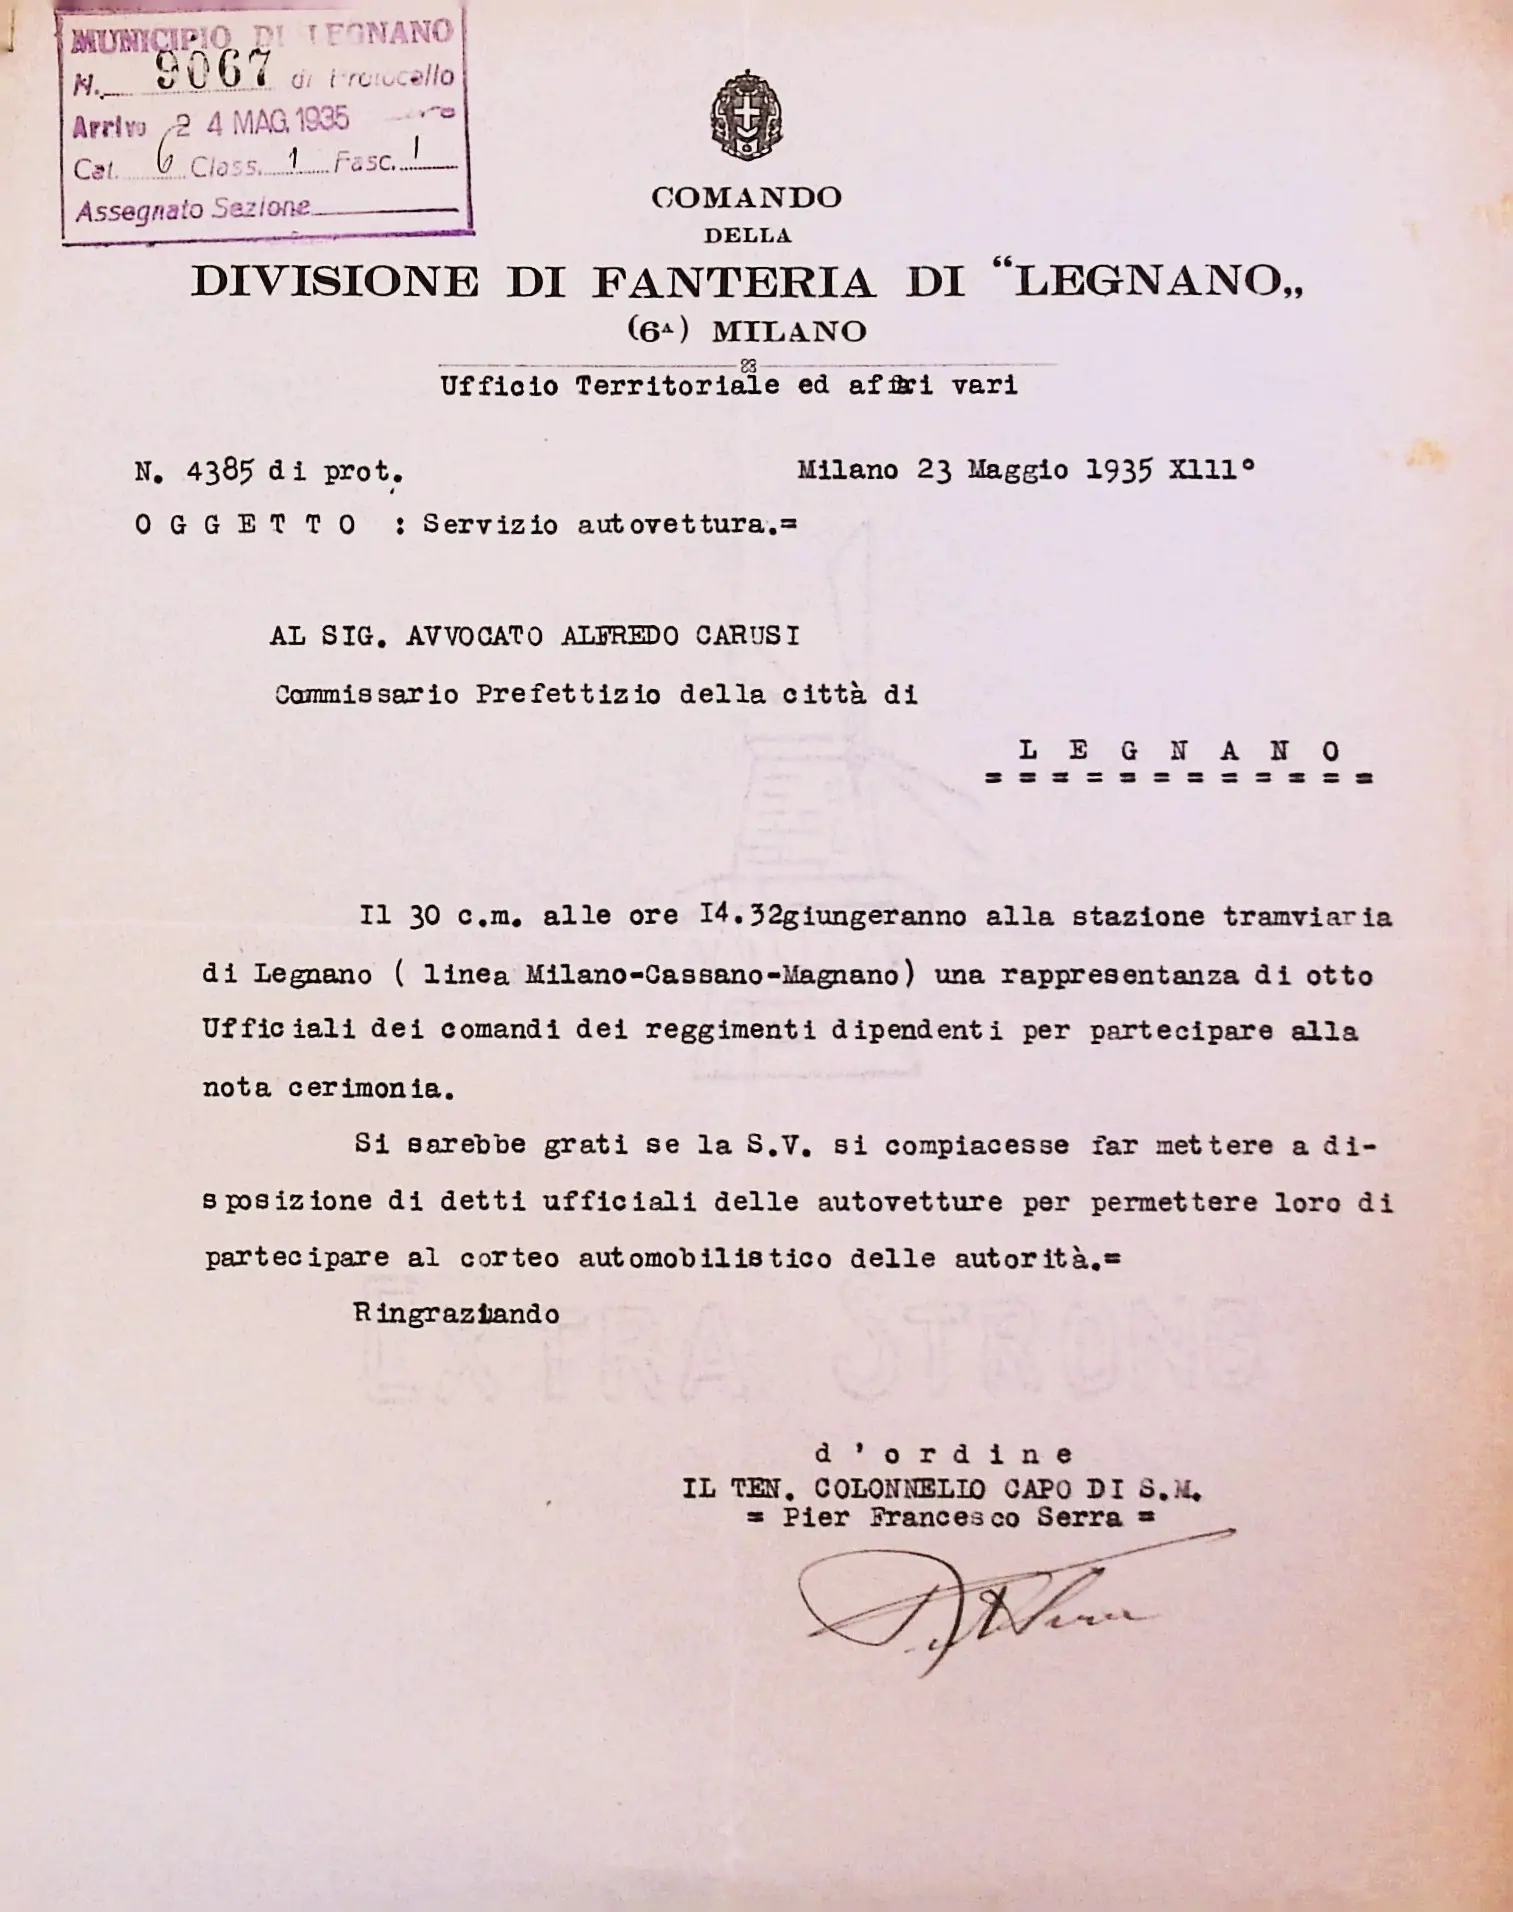 MUNICIPIO DI LEGNANO
N. 9067 di Protocollo
Arrivo 24 MAG. 1935
Cat. 6 Class. 1 Fasc. 1
Assegnato Sezione
COMANDO
DELLA
DIVISIONE DI FANTERIA DI “LEGNANO„
(6ᴬ) MILANO
Ufficio Territoriale ed affari vari
N. 4385 di prot.
Milano 23 Maggio 1935 X111°
O G G E T T O : Servizio autovettura.=
AL SIG. AVVOCATO ALFREDO CARUSI
Commissario Prefettizio della città di
L E G N A N O
= = = = = = = = = = = =
Il 30 c.m. alle ore I4.32giungeranno alla stazione tramviaria
di Legnano ( linea Milano-Cassano-Magnano) una rappresentanza di otto
Ufficiali dei comandi dei reggimenti dipendenti per partecipare alla
nota cerimonia.
Si sarebbe grati se la S.V. si compiacesse far mettere a di-
sposizione di detti ufficiali delle autovetture per permettere loro di
partecipare al corteo automobilistico delle autorità.=
Ringraziando
d ' o r d i n e
IL TEN. COLONNELLO CAPO DI S.M.
= Pier Francesco Serra =